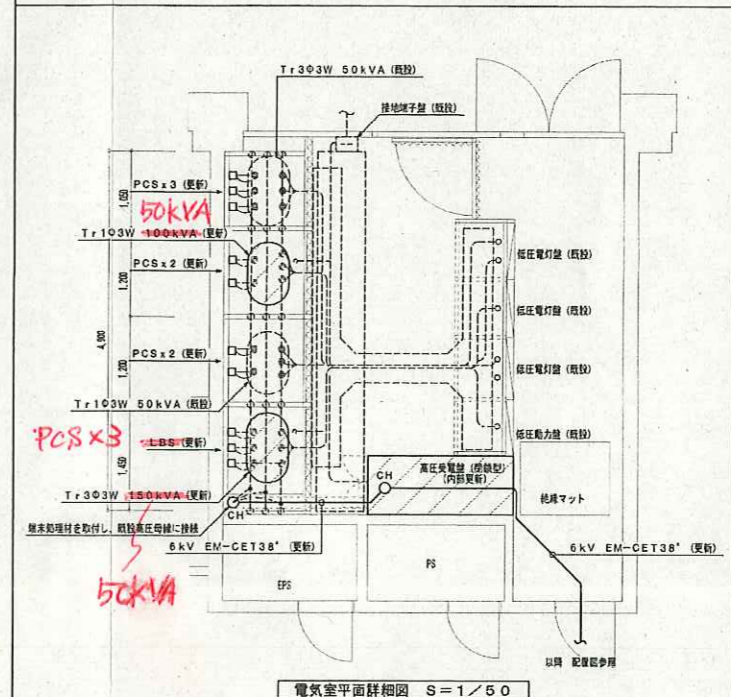 Tr3Φ3W 50kVA (既設)
接地端子盤 (既設)
PCSx3 (更新)
50kVA
Tr1Φ3W 100kVA (更新)
PCSx2 (更新)
PCSx2 (更新)
Tr1Φ3W 50kVA (既設)
PCS×3
LBS (更新)
Tr3Φ3W 150kVA (更新)
50kVA
CH
端末処理材を取付し、既設高圧母線に接続
6kV EM-CET38° (更新)
1,050
1,200
1,200
1,450
4,900
低圧電灯盤 (既設)
低圧電灯盤 (既設)
低圧電灯盤 (既設)
低圧動力盤 (既設)
高圧受電盤 (閉鎖型)
(内部更新)
CH
絶縁マット
6kV EM-CET38° (更新)
EPS
PS
以降 配置図参照
電気室平面詳細図 S=1/50